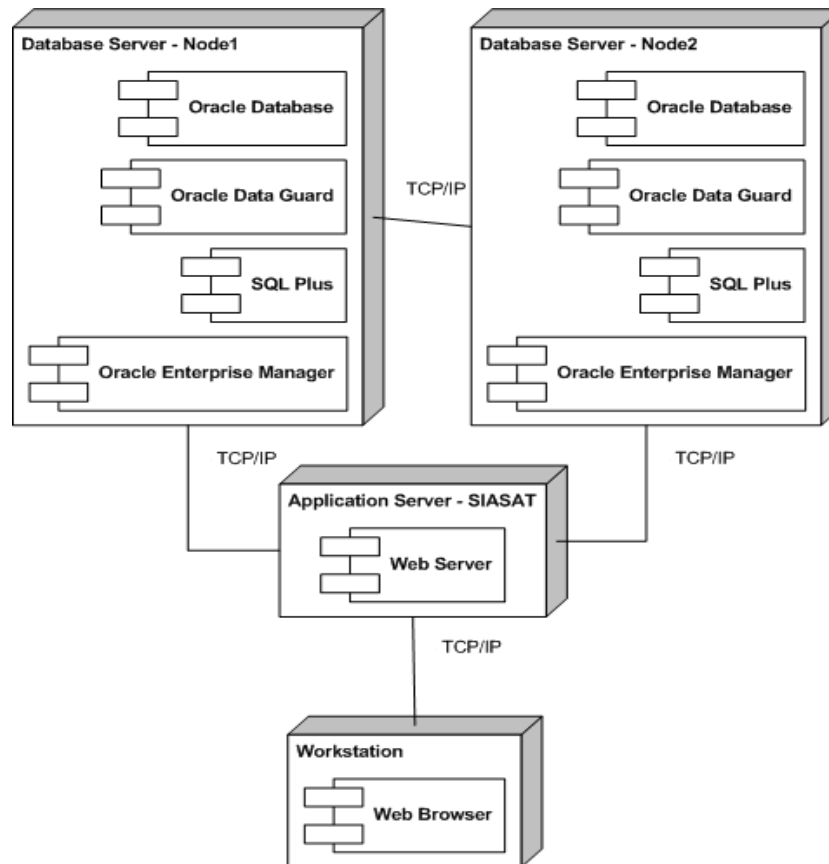 Database Server - Node1
Oracle Database
Oracle Data Guard
SQL Plus
Oracle Enterprise Manager
TCP/IP
Database Server - Node2
Oracle Database
Oracle Data Guard
SQL Plus
Oracle Enterprise Manager
TCP/IP
TCP/IP
Application Server - SIASAT
Web Server
TCP/IP
Workstation
Web Browser